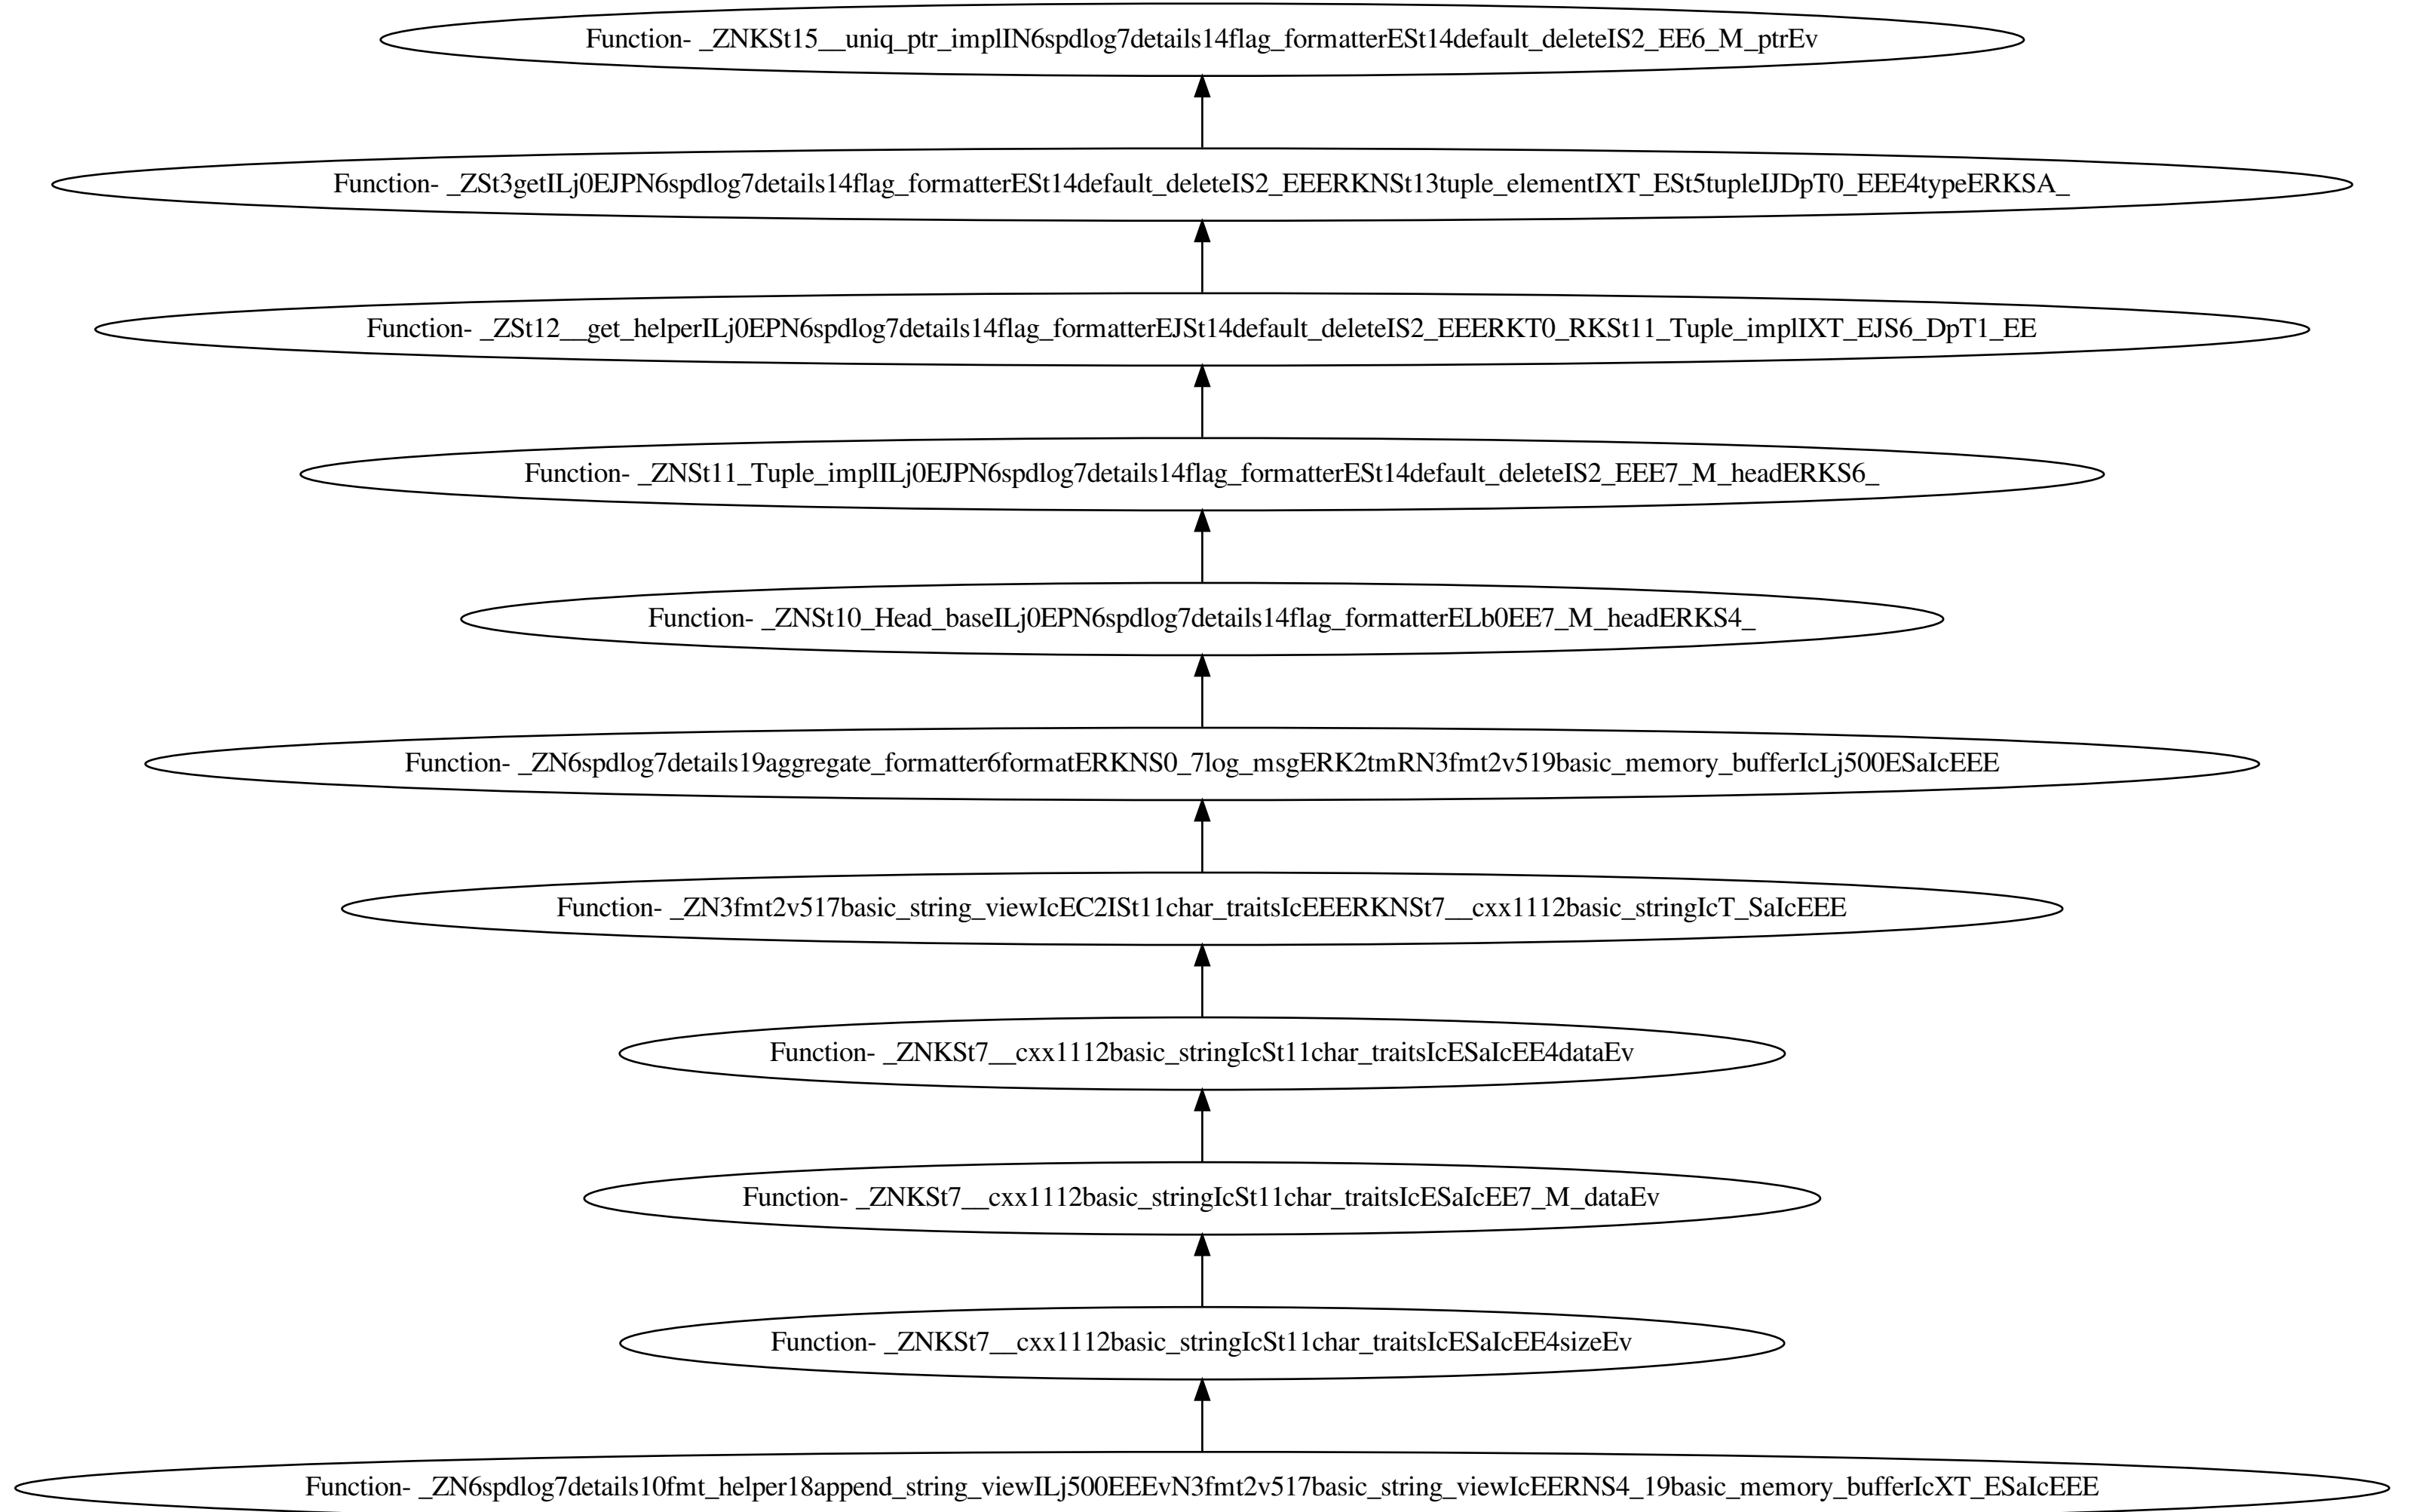 Function- _ZNKSt15__uniq_ptr_implIN6spdlog7details14flag_formatterESt14default_deleteIS2_EE6_M_ptrEv
Function- _ZSt3getILj0EJPN6spdlog7details14flag_formatterESt14default_deleteIS2_EEERKNSt13tuple_elementIXT_ESt5tupleIJDpT0_EEE4typeERKSA_
Function- _ZSt12__get_helperILj0EPN6spdlog7details14flag_formatterEJSt14default_deleteIS2_EEERKT0_RKSt11_Tuple_implIXT_EJS6_DpT1_EE
Function- _ZNSt11_Tuple_implILj0EJPN6spdlog7details14flag_formatterESt14default_deleteIS2_EEE7_M_headERKS6_
Function- _ZNSt10_Head_baseILj0EPN6spdlog7details14flag_formatterELb0EE7_M_headERKS4_
Function- _ZN6spdlog7details19aggregate_formatter6formatERKNS0_7log_msgERK2tmRN3fmt2v519basic_memory_bufferIcLj500ESaIcEEE
Function- _ZN3fmt2v517basic_string_viewIcEC2ISt11char_traitsIcEEERKNSt7__cxx1112basic_stringIcT_SaIcEEE
Function- _ZNKSt7__cxx1112basic_stringIcSt11char_traitsIcESaIcEE4dataEv
Function- _ZNKSt7__cxx1112basic_stringIcSt11char_traitsIcESaIcEE7_M_dataEv
Function- _ZNKSt7__cxx1112basic_stringIcSt11char_traitsIcESaIcEE4sizeEv
Function- _ZN6spdlog7details10fmt_helper18append_string_viewILj500EEEvN3fmt2v517basic_string_viewIcEERNS4_19basic_memory_bufferIcXT_ESaIcEEE